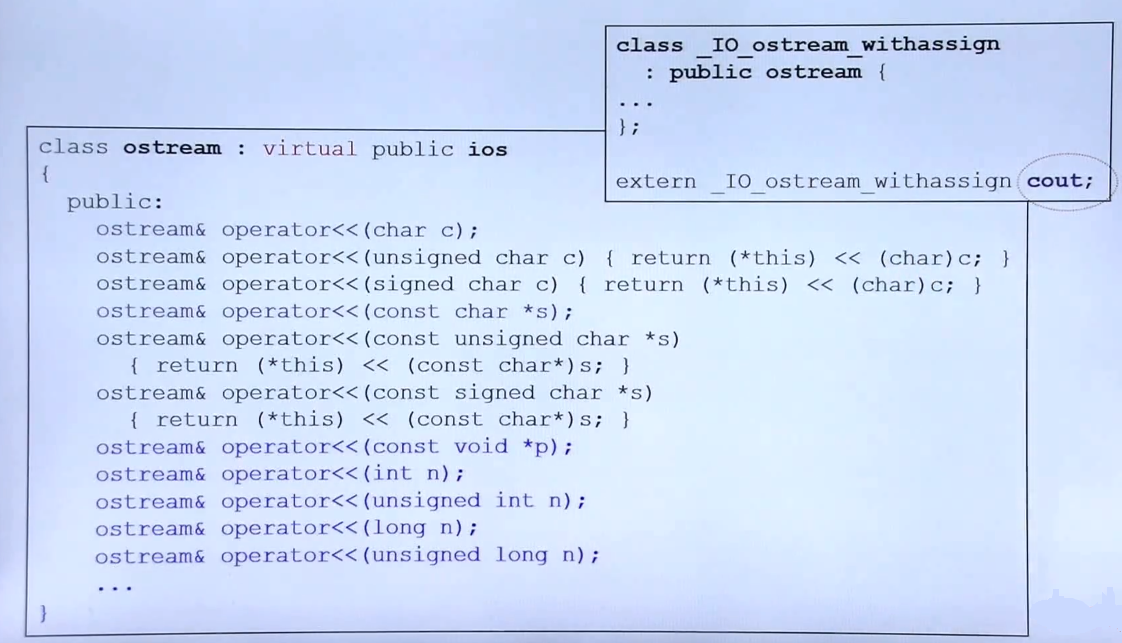 class _IO_ostream_withassign
: public ostream {
...
};
extern _IO_ostream_withassign cout;
class ostream : virtual public ios
{
public:
ostream& operator<<(char c);
ostream& operator<<(unsigned char c) { return (*this) << (char)c; }
ostream& operator<<(signed char c) { return (*this) << (char)c; }
ostream& operator<<(const char *s);
ostream& operator<<(const unsigned char *s)
{ return (*this) << (const char*)s; }
ostream& operator<<(const signed char *s)
{ return (*this) << (const char*)s; }
ostream& operator<<(const void *p);
ostream& operator<<(int n);
ostream& operator<<(unsigned int n);
ostream& operator<<(long n);
ostream& operator<<(unsigned long n);
...
}